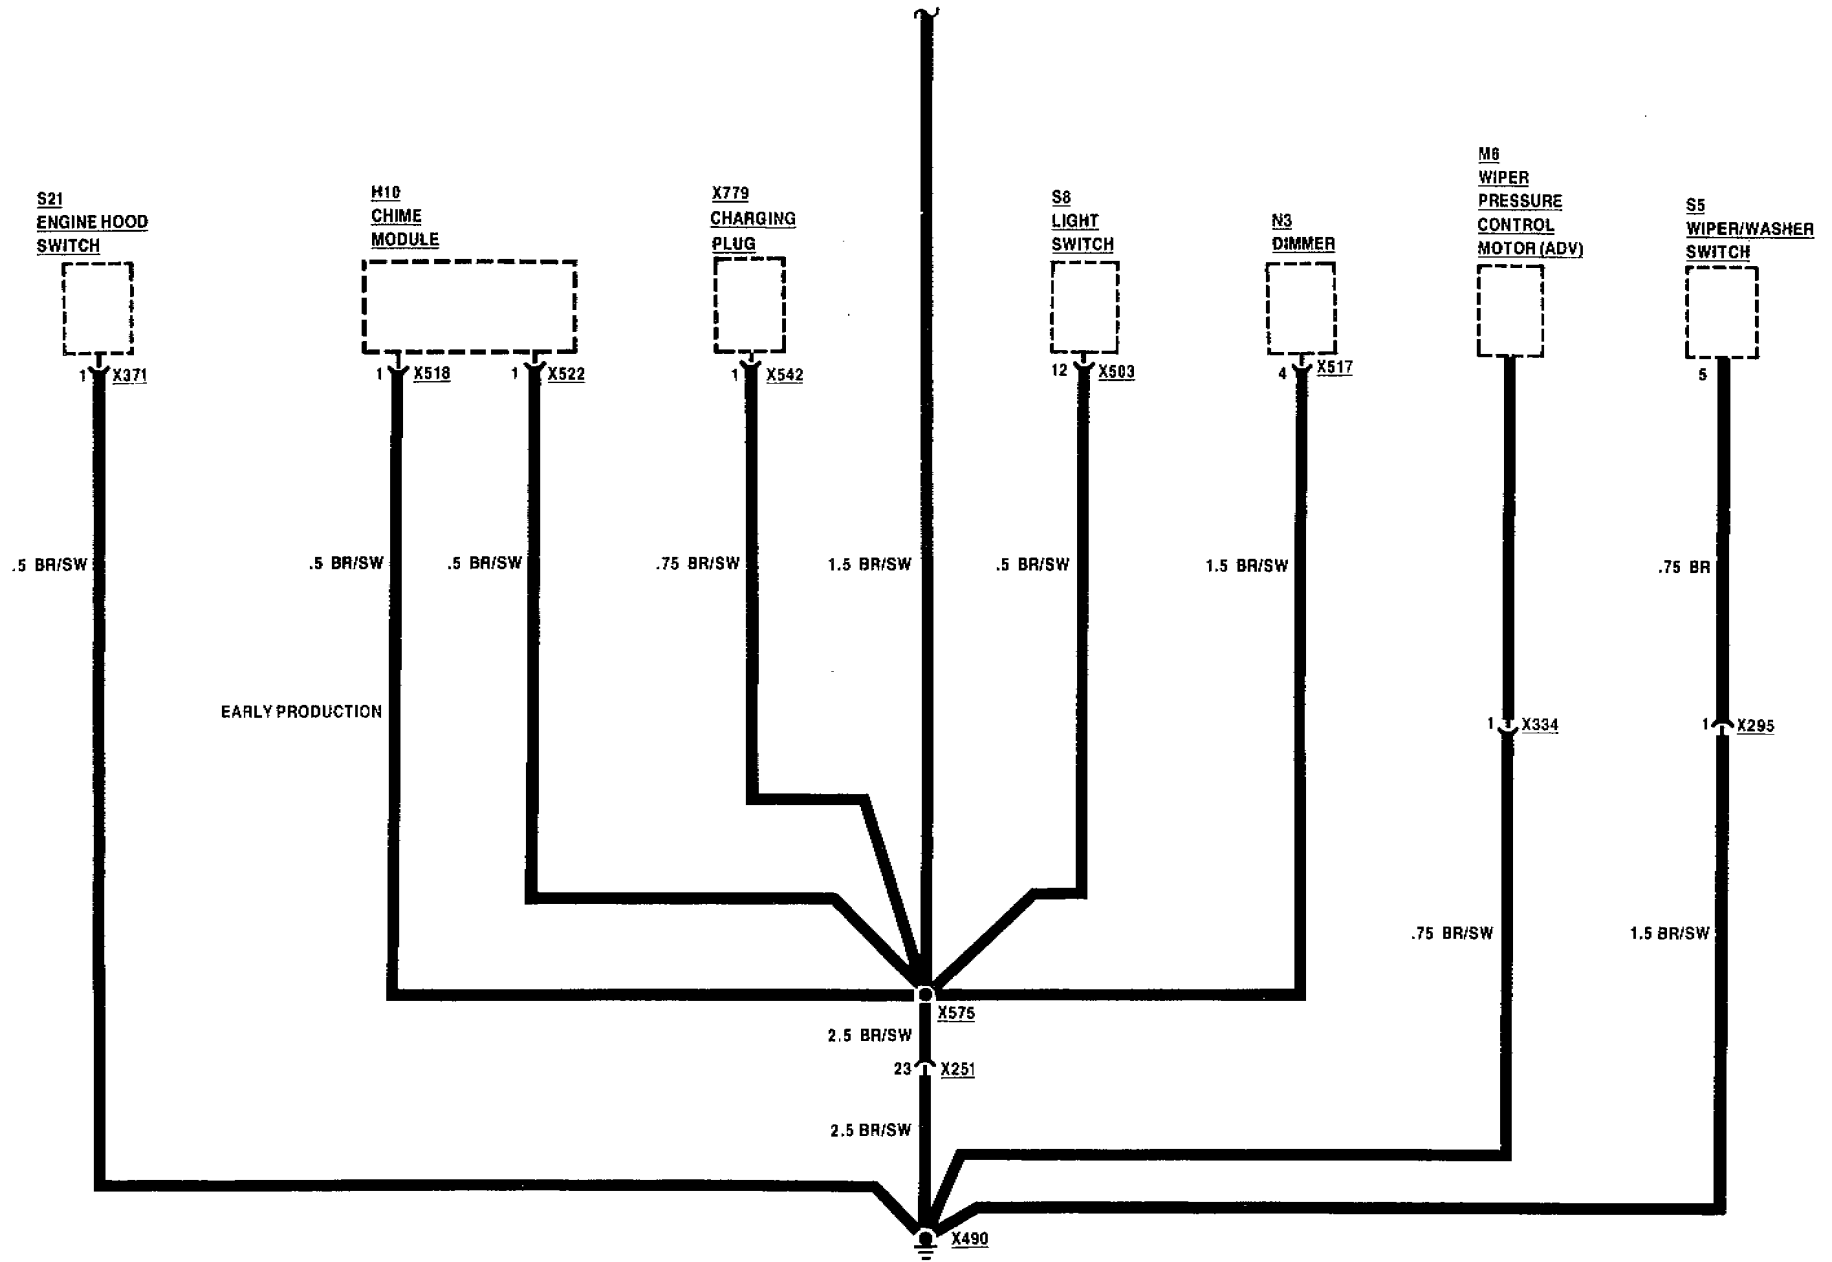 S21
ENGINE HOOD
SWITCH
H10
CHIME
MODULE
X779
CHARGING
PLUG
S8
LIGHT
SWITCH
N3
DIMMER
M6
WIPER
PRESSURE
CONTROL
MOTOR (ADV)
S5
WIPER/WASHER
SWITCH
1 X371
1 X518
1 X522
1 X542
12 X503
4 X517
5
.5 BR/SW
.5 BR/SW
.5 BR/SW
.75 BR/SW
1.5 BR/SW
.5 BR/SW
1.5 BR/SW
.75 BR
EARLY PRODUCTION
1 X334
1 X295
.75 BR/SW
1.5 BR/SW
X575
2.5 BR/SW
23 X251
2.5 BR/SW
X490